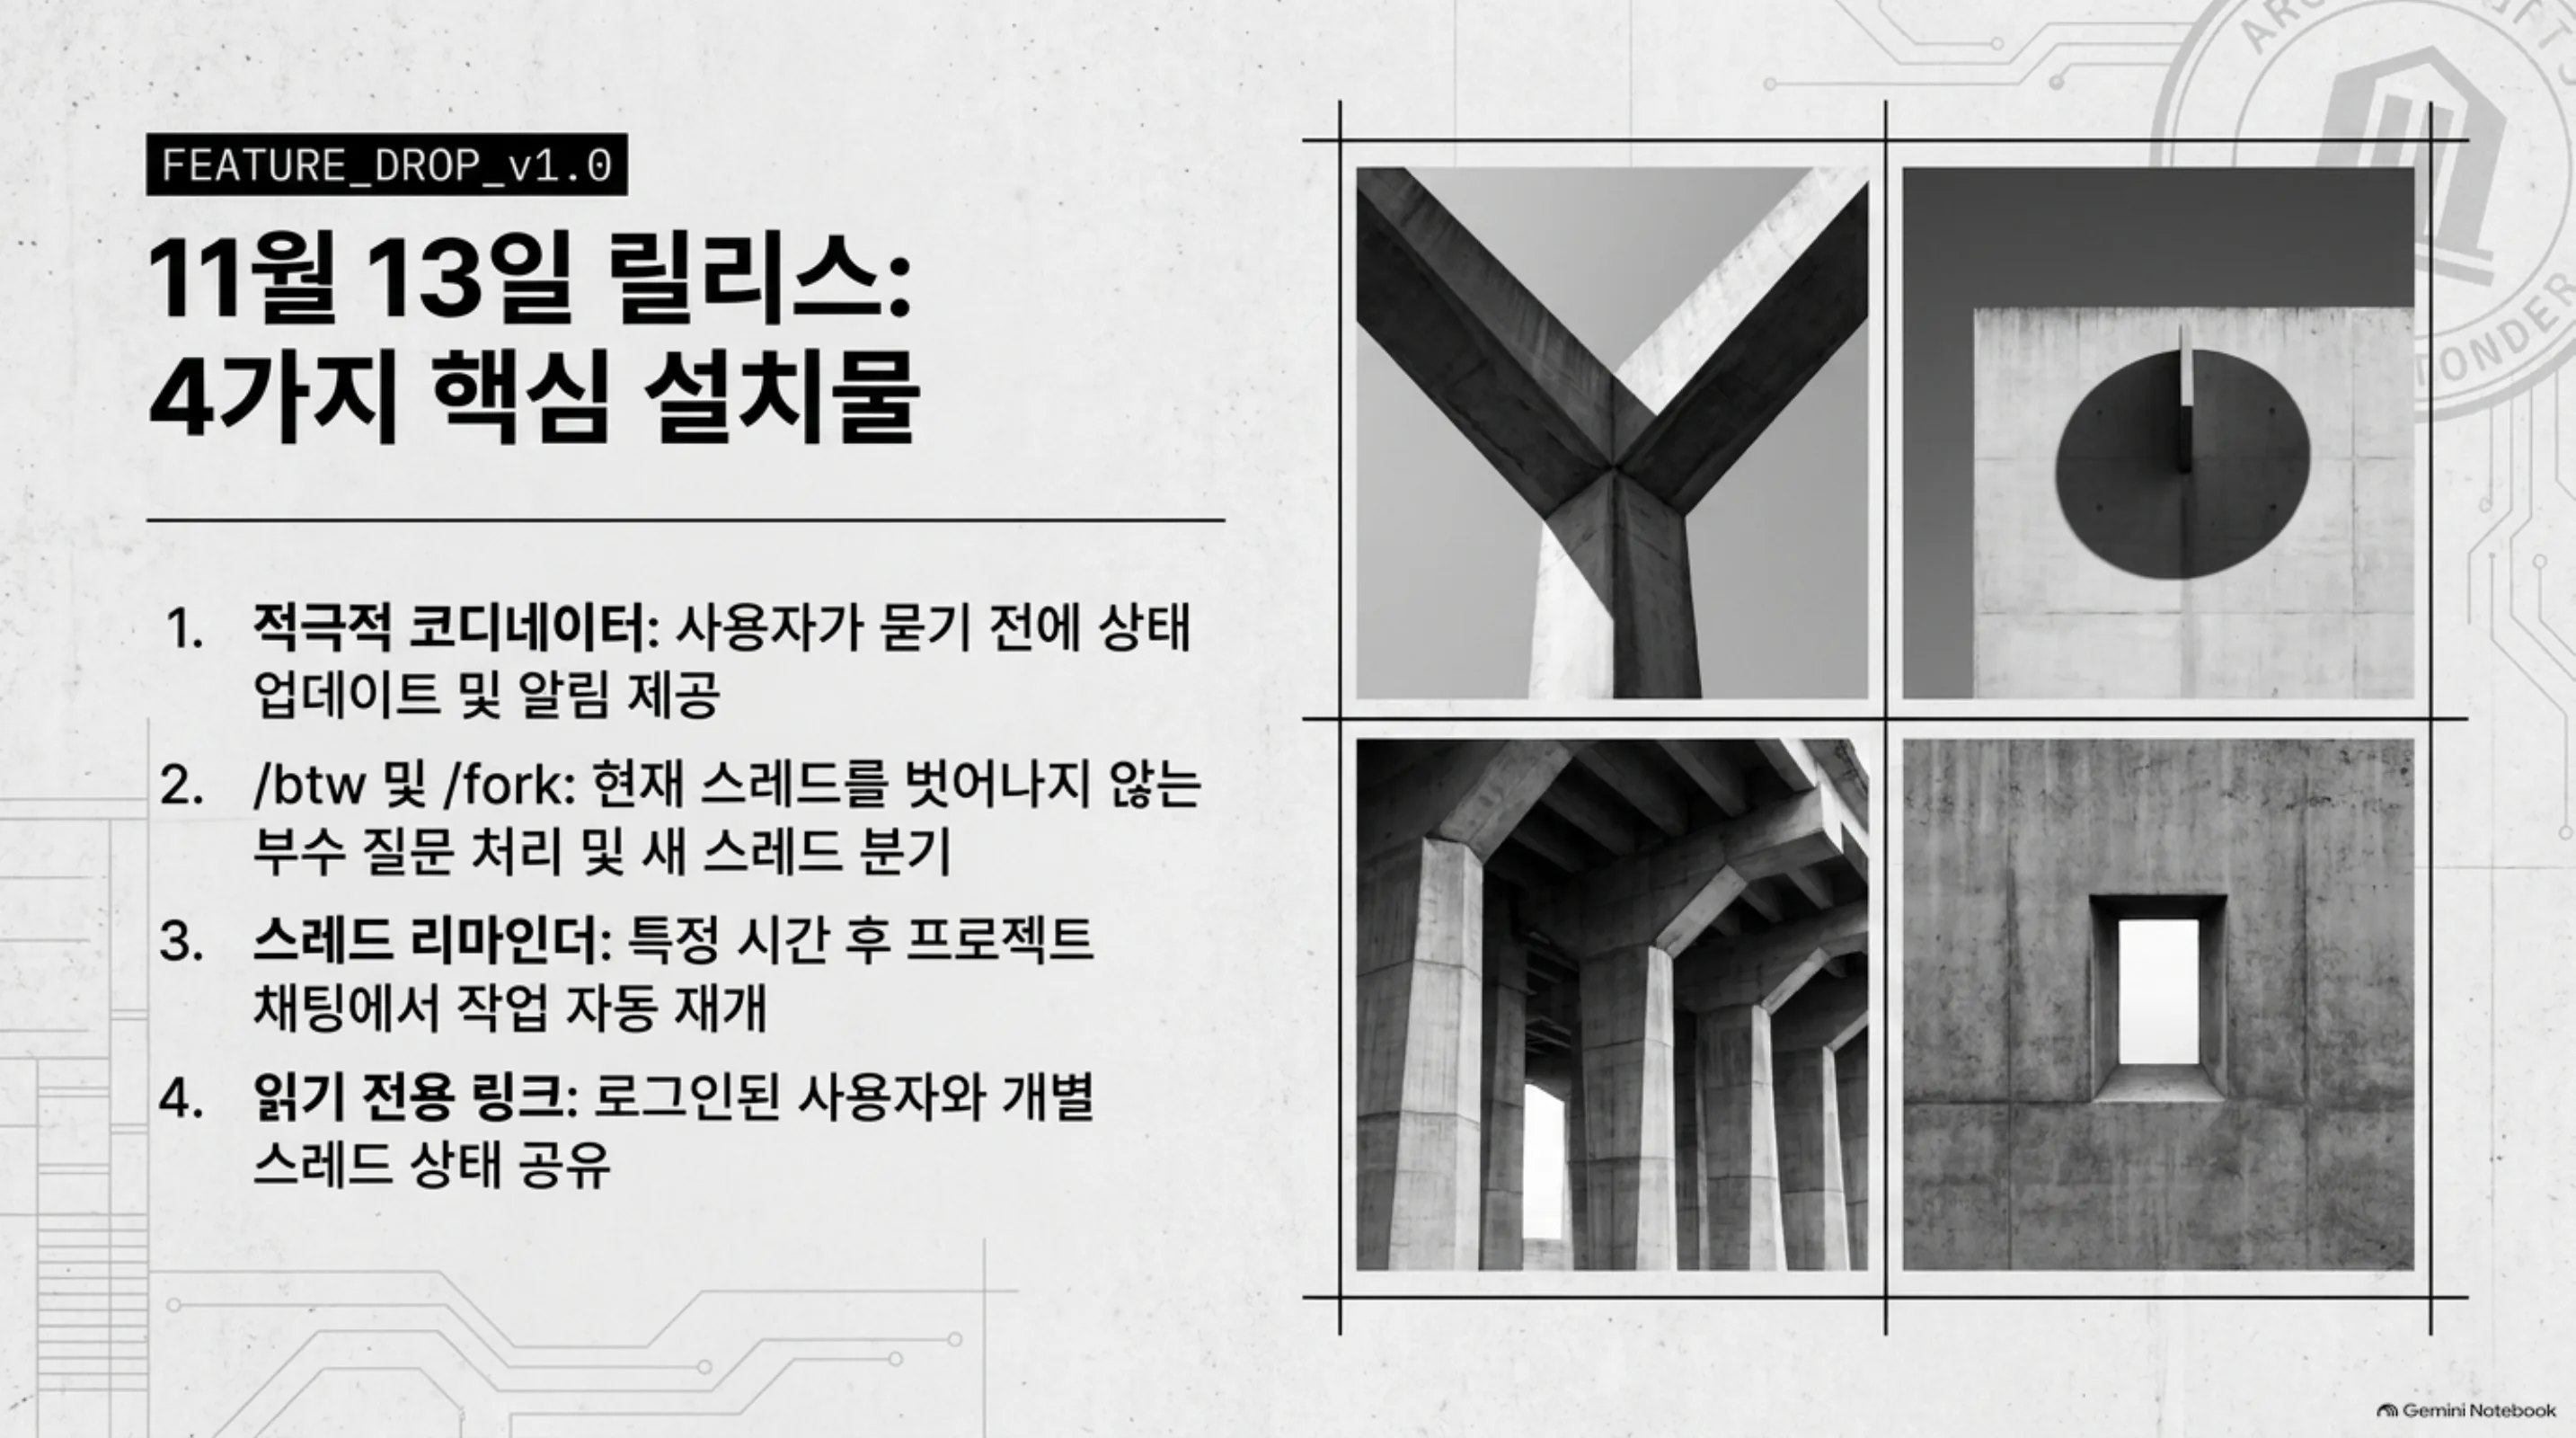 FEATURE_DROP_v1.0
11월 13일 릴리스:
4가지 핵심 설치물
1. 적극적 코디네이터: 사용자가 묻기 전에 상태
업데이트 및 알림 제공
2. /btw 및 /fork: 현재 스레드를 벗어나지 않는
부수 질문 처리 및 새 스레드 분기
3. 스레드 리마인더: 특정 시간 후 프로젝트
채팅에서 작업 자동 재개
4. 읽기 전용 링크: 로그인된 사용자와 개별
스레드 상태 공유
Gemini Notebook